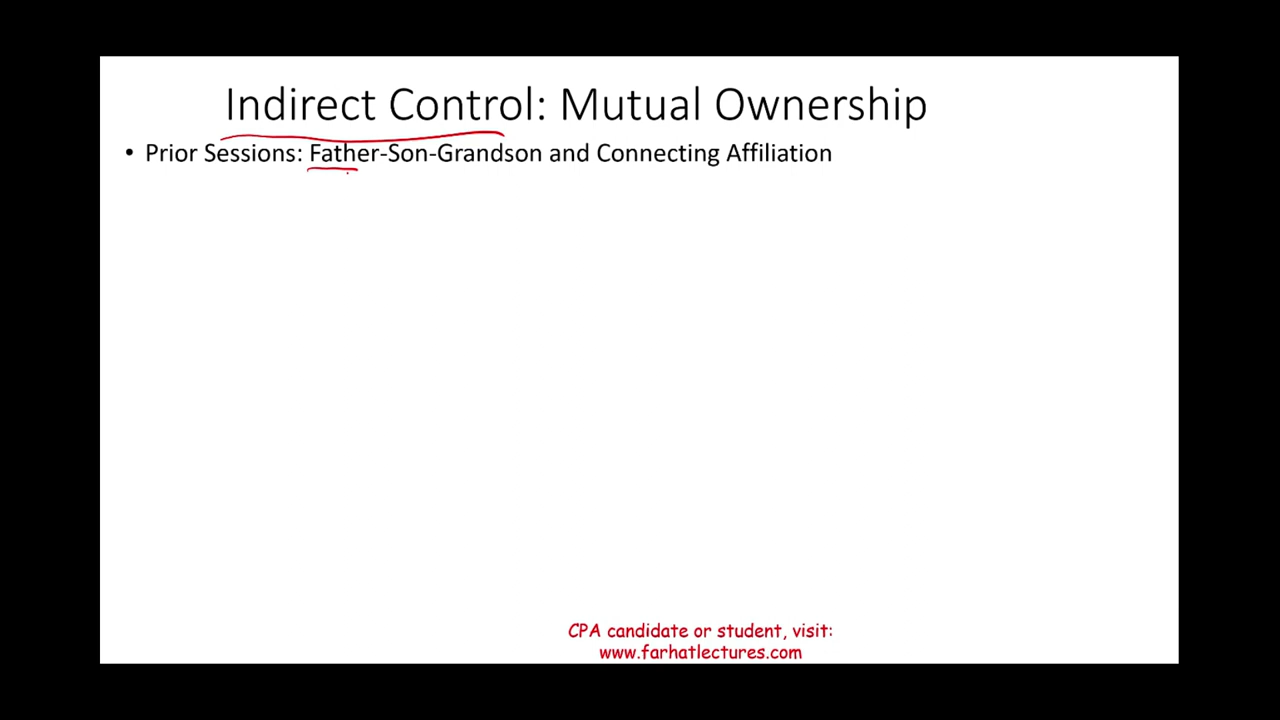 Indirect Control: Mutual Ownership
• Prior Sessions: Father-Son-Grandson and Connecting Affiliation
CPA candidate or student, visit:
www.farhatlectures.com